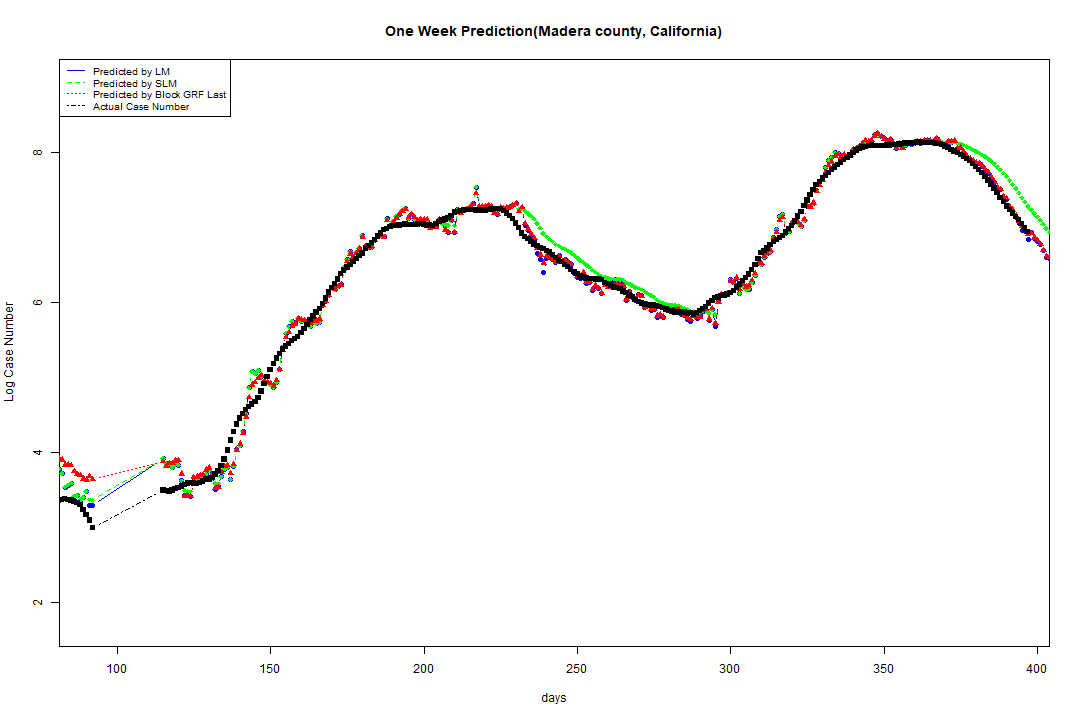 One Week Prediction(Madera county, California)
Predicted by LM
Predicted by SLM
Predicted by Block GRF Last
Actual Case Number
8
6
4
2
Log Case Number
100 150 200 250 300 350 400
days